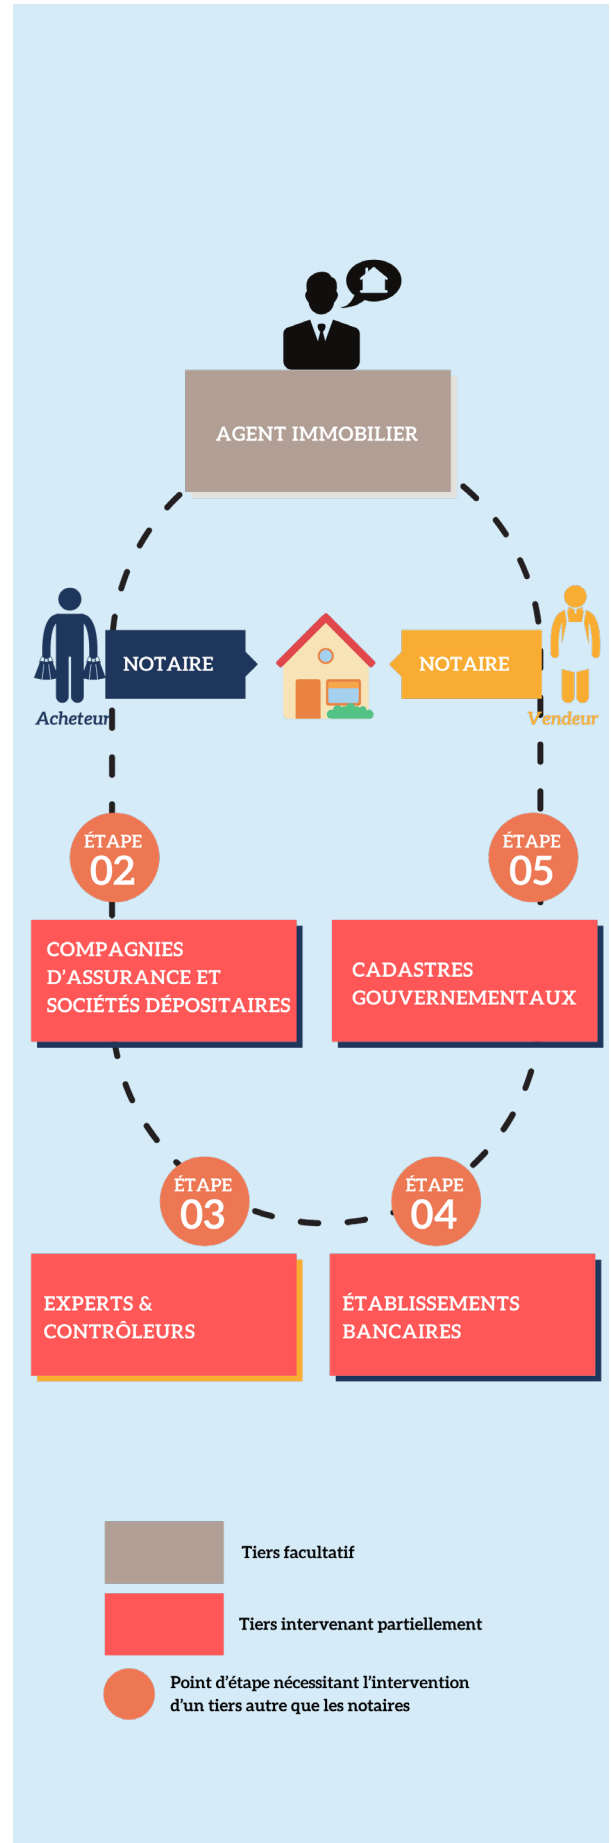 AGENT IMMOBILIER
NOTAIRE
NOTAIRE
Acheteur
Vendeur
ÉTAPE
02
ÉTAPE
05
COMPAGNIES
D'ASSURANCE ET
SOCIÉTÉS DÉPOSITAIRES
CADASTRES
GOUVERNEMENTAUX
ÉTAPE
03
ÉTAPE
04
EXPERTS &
CONTRÔLEURS
ÉTABLISSEMENTS
BANCAIRES
Tiers facultatif
Tiers intervenant partiellement
Point d'étape nécessitant l'intervention
d'un tiers autre que les notaires